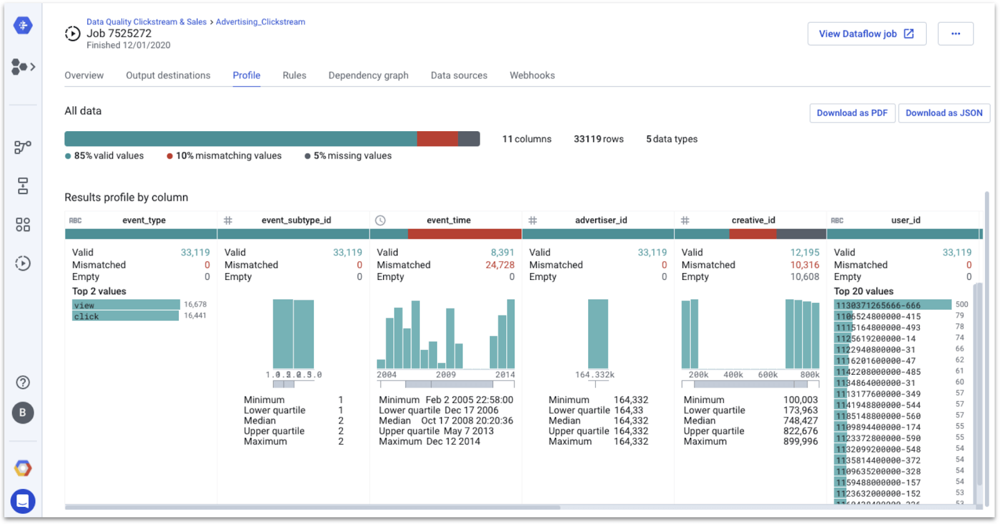 Data Quality Clickstream & Sales > Advertising_Clickstream
Job 7525272
Finished 12/01/2020
View Dataflow job
...
Overview Output destinations Profile Rules Dependency graph Data sources Webhooks
All data
Download as PDF Download as JSON
11 columns 33119 rows 5 data types
85% valid values 10% mismatching values 5% missing values
Results profile by column
ABC event_type
Valid 33,119
Mismatched 0
Empty 0
Top 2 values
view 16,678
click 16,441
# event_subtype_id
Valid 33,119
Mismatched 0
Empty 0
Minimum 1
Lower quartile 1
Median 2
Upper quartile 2
Maximum 2
event_time
Valid 8,391
Mismatched 24,728
Empty 0
2004 2009 2014
Minimum Feb 2 2005 22:58:00
Lower quartile Dec 17 2006
Median Oct 17 2008 20:20:36
Upper quartile May 7 2013
Maximum Dec 12 2014
# advertiser_id
Valid 33,119
Mismatched 0
Empty 0
164.332k
Minimum 164,332
Lower quartile 164,33
Median 164,332
Upper quartile 164,332
Maximum 164,332
# creative_id
Valid 12,195
Mismatched 10,316
Empty 10,608
200k 400k 600k 800k
Minimum 100,003
Lower quartile 173,963
Median 748,427
Upper quartile 822,676
Maximum 899,996
ABC user_id
Valid 33,119
Mismatched 0
Empty 0
Top 20 values
1130371265666-666 500
1106524800000-415 79
1115164800000-493 78
1125619200000-14 74
1122940800000-31 66
1116201600000-47 62
1142208000000-485 61
1134864000000-31 60
1113177600000-349 57
1141948800000-544 57
1185148800000-560 57
1109894400000-174 55
1123372800000-590 55
1132099200000-548 54
1135814400000-372 54
1109635200000-328 54
1159488000000-157 54
1123632000000-152 53
53
?
B